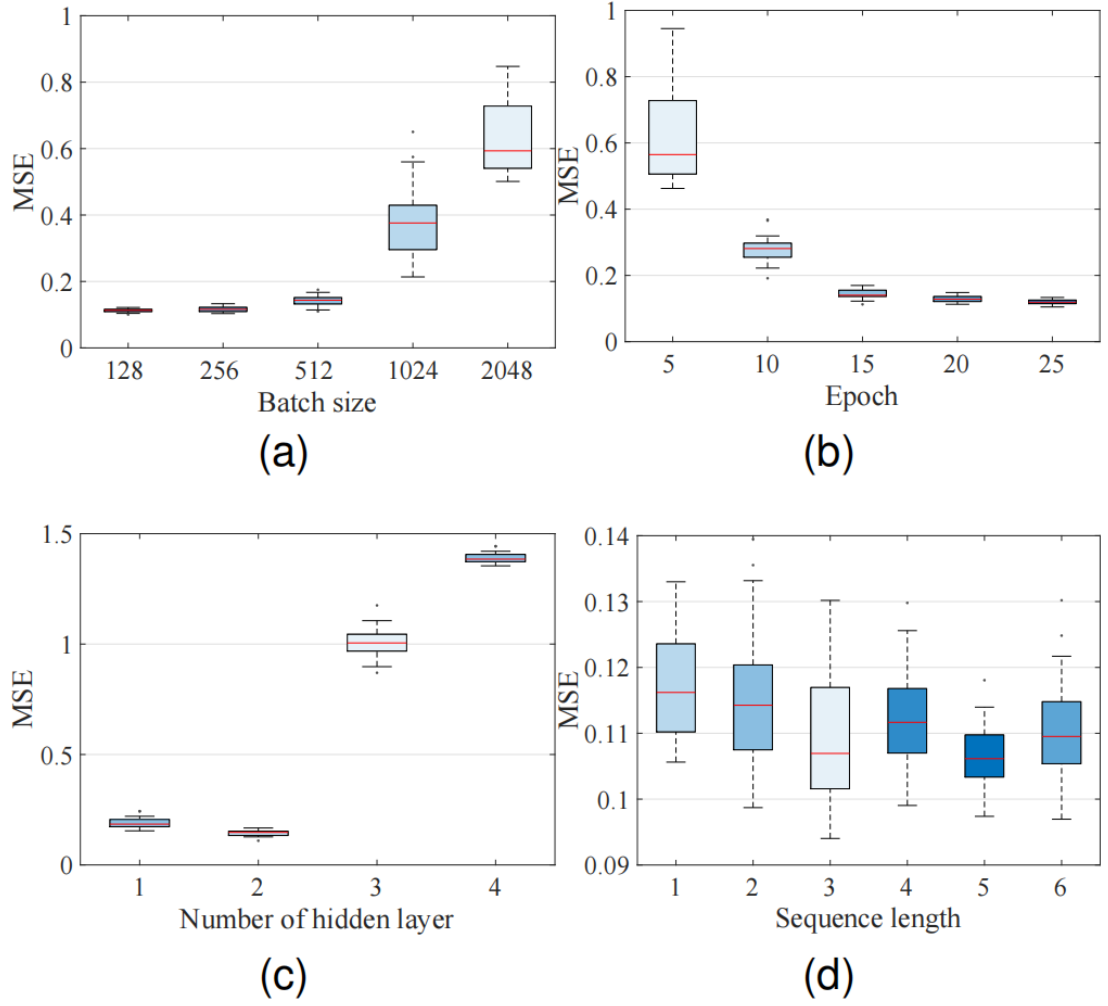 1
0.8
0.6
0.4
0.2
0
MSE
128 256 512 1024 2048
Batch size
(a)
1
0.8
0.6
0.4
0.2
0
MSE
5 10 15 20 25
Epoch
(b)
1.5
1
0.5
0
MSE
1 2 3 4
Number of hidden layer
(c)
0.14
0.13
0.12
0.11
0.1
0.09
MSE
1 2 3 4 5 6
Sequence length
(d)